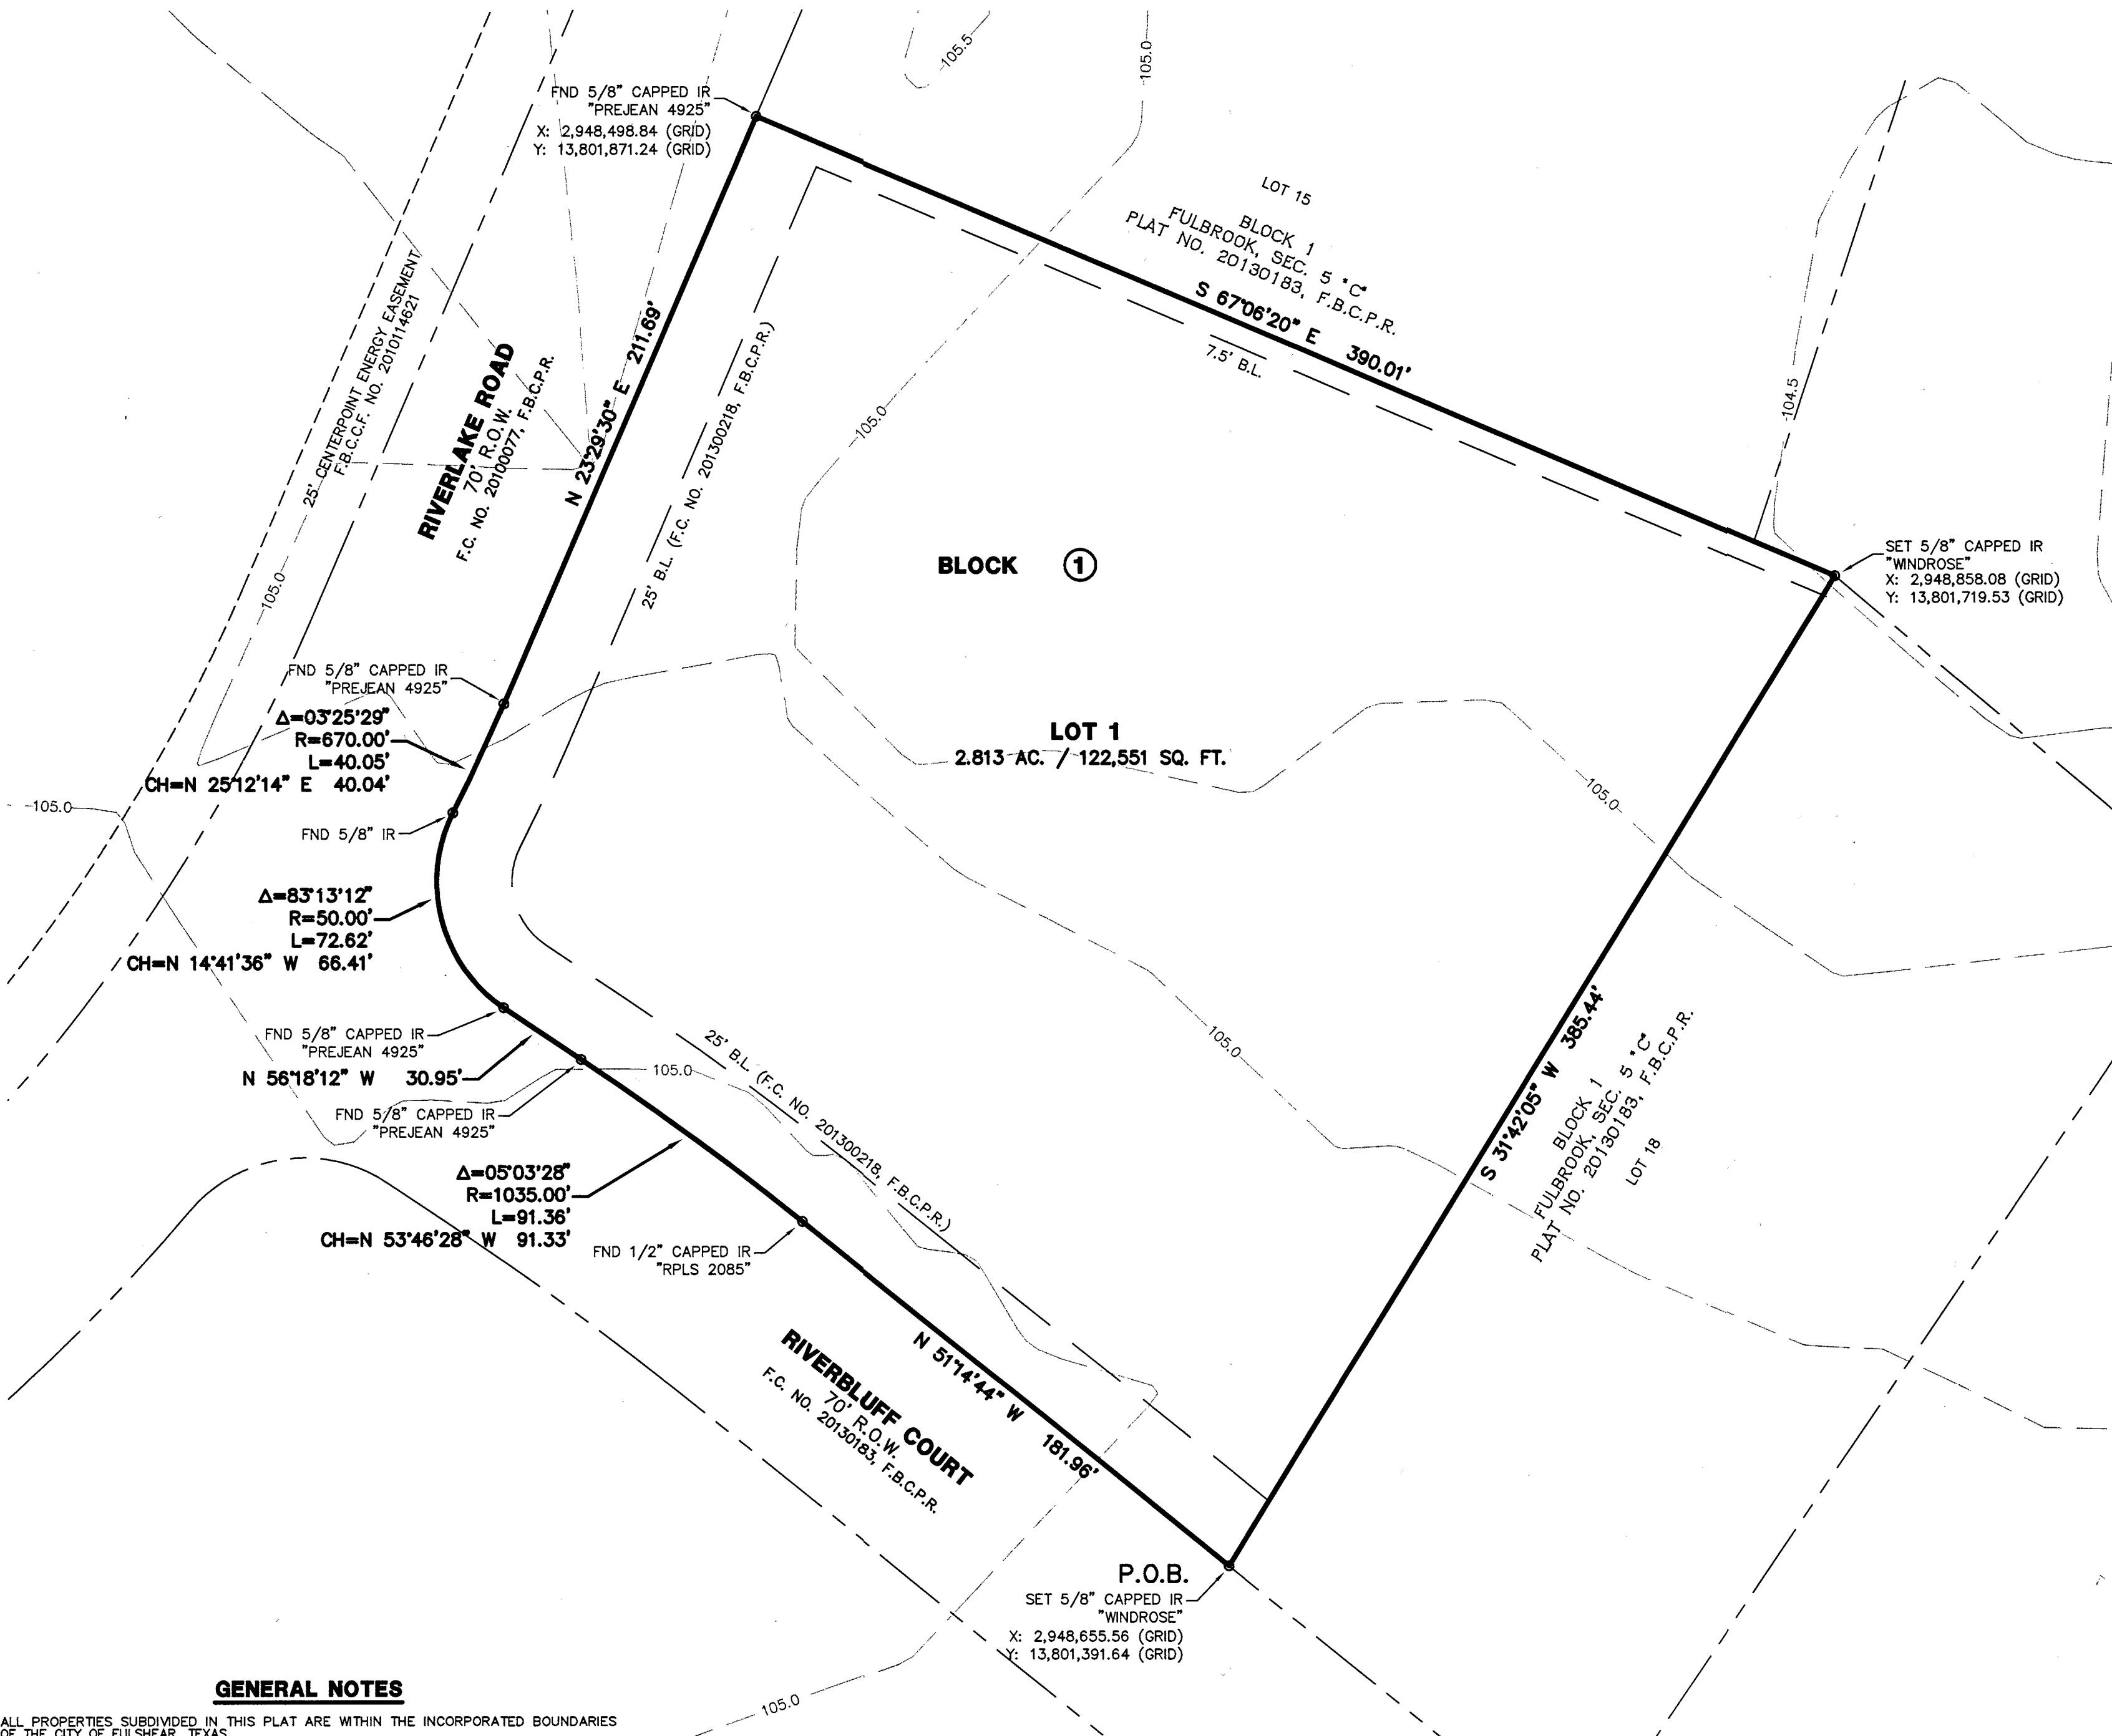 105.5
105.0
FND 5/8" CAPPED IR
"PREJEAN 4925"
X: 2,948,498.84 (GRID)
Y: 13,801,871.24 (GRID)
LOT 15
BLOCK 1
FULBROOK, SEC. 5 "C"
PLAT NO. 20130183, F.B.C.P.R.
S 67°06'20" E 390.01'
7.5' B.L.
25' CENTERPOINT ENERGY EASEMENT
F.B.C.C.F. NO. 2010114621
RIVERLAKE ROAD
70' R.O.W.
F.C. NO. 20100077, F.B.C.P.R.
N 23°29'30" E 211.69'
25' B.L. (F.C. NO. 201300218, F.B.C.P.R.)
105.0
104.5
BLOCK 1
SET 5/8" CAPPED IR
"WINDROSE"
X: 2,948,858.08 (GRID)
Y: 13,801,719.53 (GRID)
105.0
FND 5/8" CAPPED IR
"PREJEAN 4925"
Δ=03°25'29"
R=670.00'
L=40.05'
CH=N 25°12'14" E 40.04'
LOT 1
2.813 AC. / 122,551 SQ. FT.
105.0
105.0
FND 5/8" IR
Δ=83°13'12"
R=50.00'
L=72.62'
CH=N 14°41'36" W 66.41'
FND 5/8" CAPPED IR
"PREJEAN 4925"
N 56°18'12" W 30.95'
105.0
105.0
25' B.L. (F.C. NO. 201300218, F.B.C.P.R.)
S 31°42'05" W 385.44'
BLOCK 1
FULBROOK, SEC. 5 "C"
PLAT NO. 20130183, F.B.C.P.R.
LOT 18
FND 5/8" CAPPED IR
"PREJEAN 4925"
Δ=05°03'28"
R=1035.00'
L=91.36'
CH=N 53°46'28" W 91.33'
FND 1/2" CAPPED IR
"RPLS 2085"
N 51°14'44" W 181.96'
RIVERBLUFF COURT
70' R.O.W.
F.C. NO. 20130183, F.B.C.P.R.
P.O.B.
SET 5/8" CAPPED IR
"WINDROSE"
X: 2,948,655.56 (GRID)
Y: 13,801,391.64 (GRID)
105.0
GENERAL NOTES
ALL PROPERTIES SUBDIVIDED IN THIS PLAT ARE WITHIN THE INCORPORATED BOUNDARIES
OF THE CITY OF FULSHEAR, TEXAS